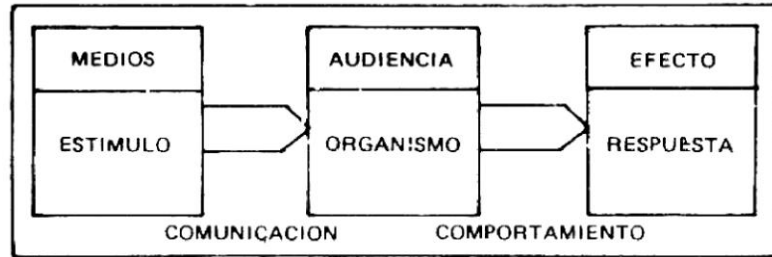 MEDIOS AUDIENCIA EFECTO
ESTIMULO ORGANISMO RESPUESTA
COMUNICACION COMPORTAMIENTO